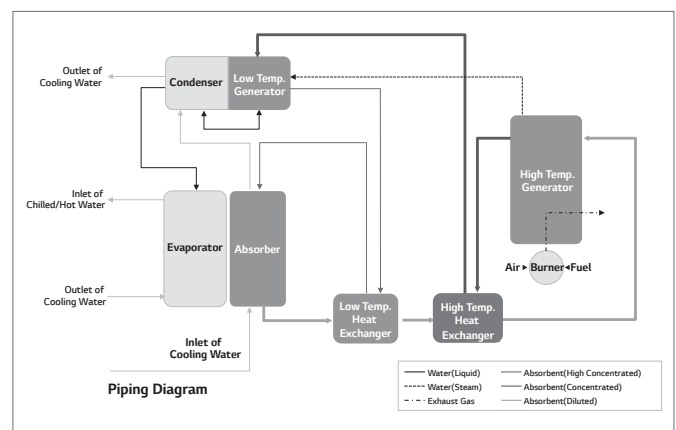 Outlet of
Cooling Water
Condenser
Low Temp.
Generator
High Temp.
Generator
Inlet of
Chilled/Hot Water
Evaporator
Absorber
Air
Burner
Fuel
Outlet of
Cooling Water
Low Temp.
Heat
Exchanger
High Temp.
Heat
Exchanger
Inlet of
Cooling Water
Piping Diagram
Water(Liquid)
Water(Steam)
Exhaust Gas
Absorbent(High Concentrated)
Absorbent(Concentrated)
Absorbent(Diluted)